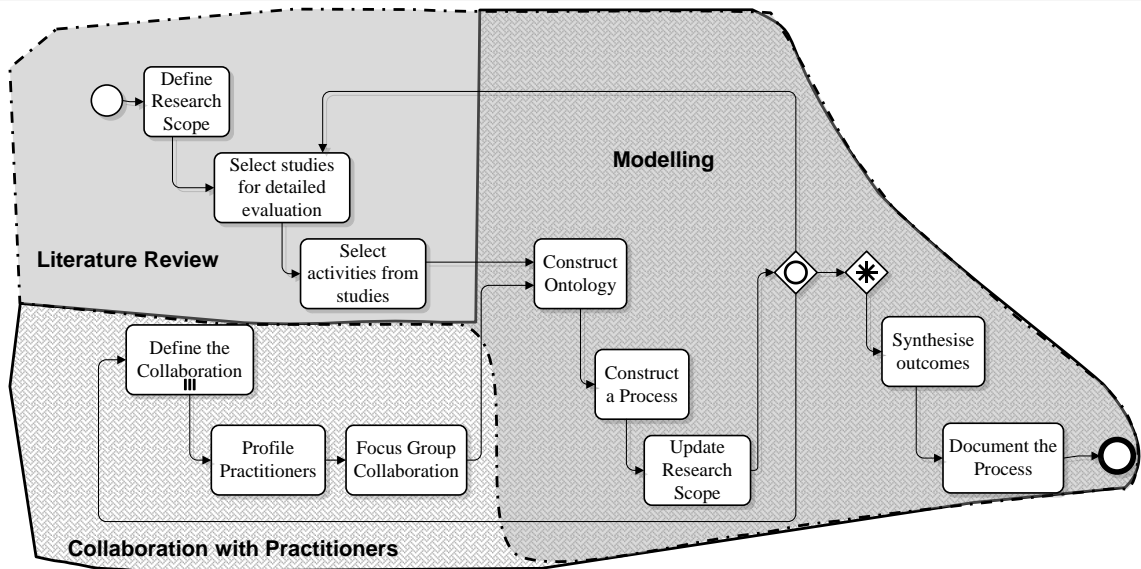 Define
Research
Scope
Select studies
for detailed
evaluation
Modelling
Literature Review
Select
activities from
studies
Construct
Ontology
Define the
Collaboration
Synthesise
outcomes
Construct
a Process
Profile
Practitioners
Focus Group
Collaboration
Update
Research
Scope
Document the
Process
Collaboration with Practitioners